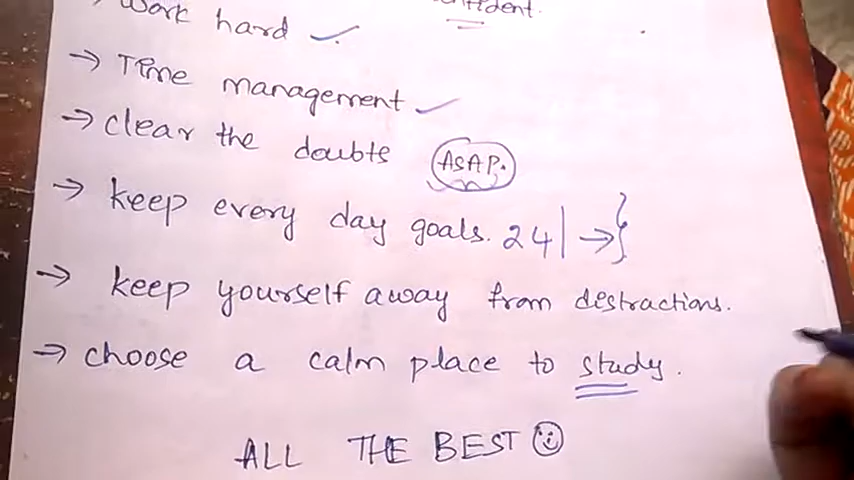 → Work hard
→ Time management
→ clear the doubts ASAP.
→ keep every day goals. 24| → }
→ keep yourself away from destractions.
→ choose a calm place to study.
ALL THE BEST ☺